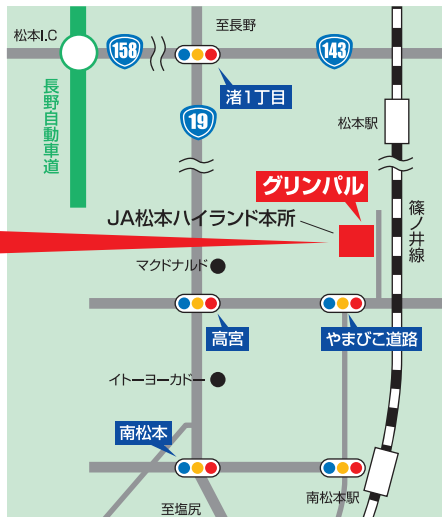 至長野
松本I.C
158
143
渚1丁目
長野自動車道
19
松本駅
グリンパル
JA松本ハイランド本所
篠ノ井線
マクドナルド
高宮
やまびこ道路
イトーヨーカドー
南松本
南松本駅
至塩尻